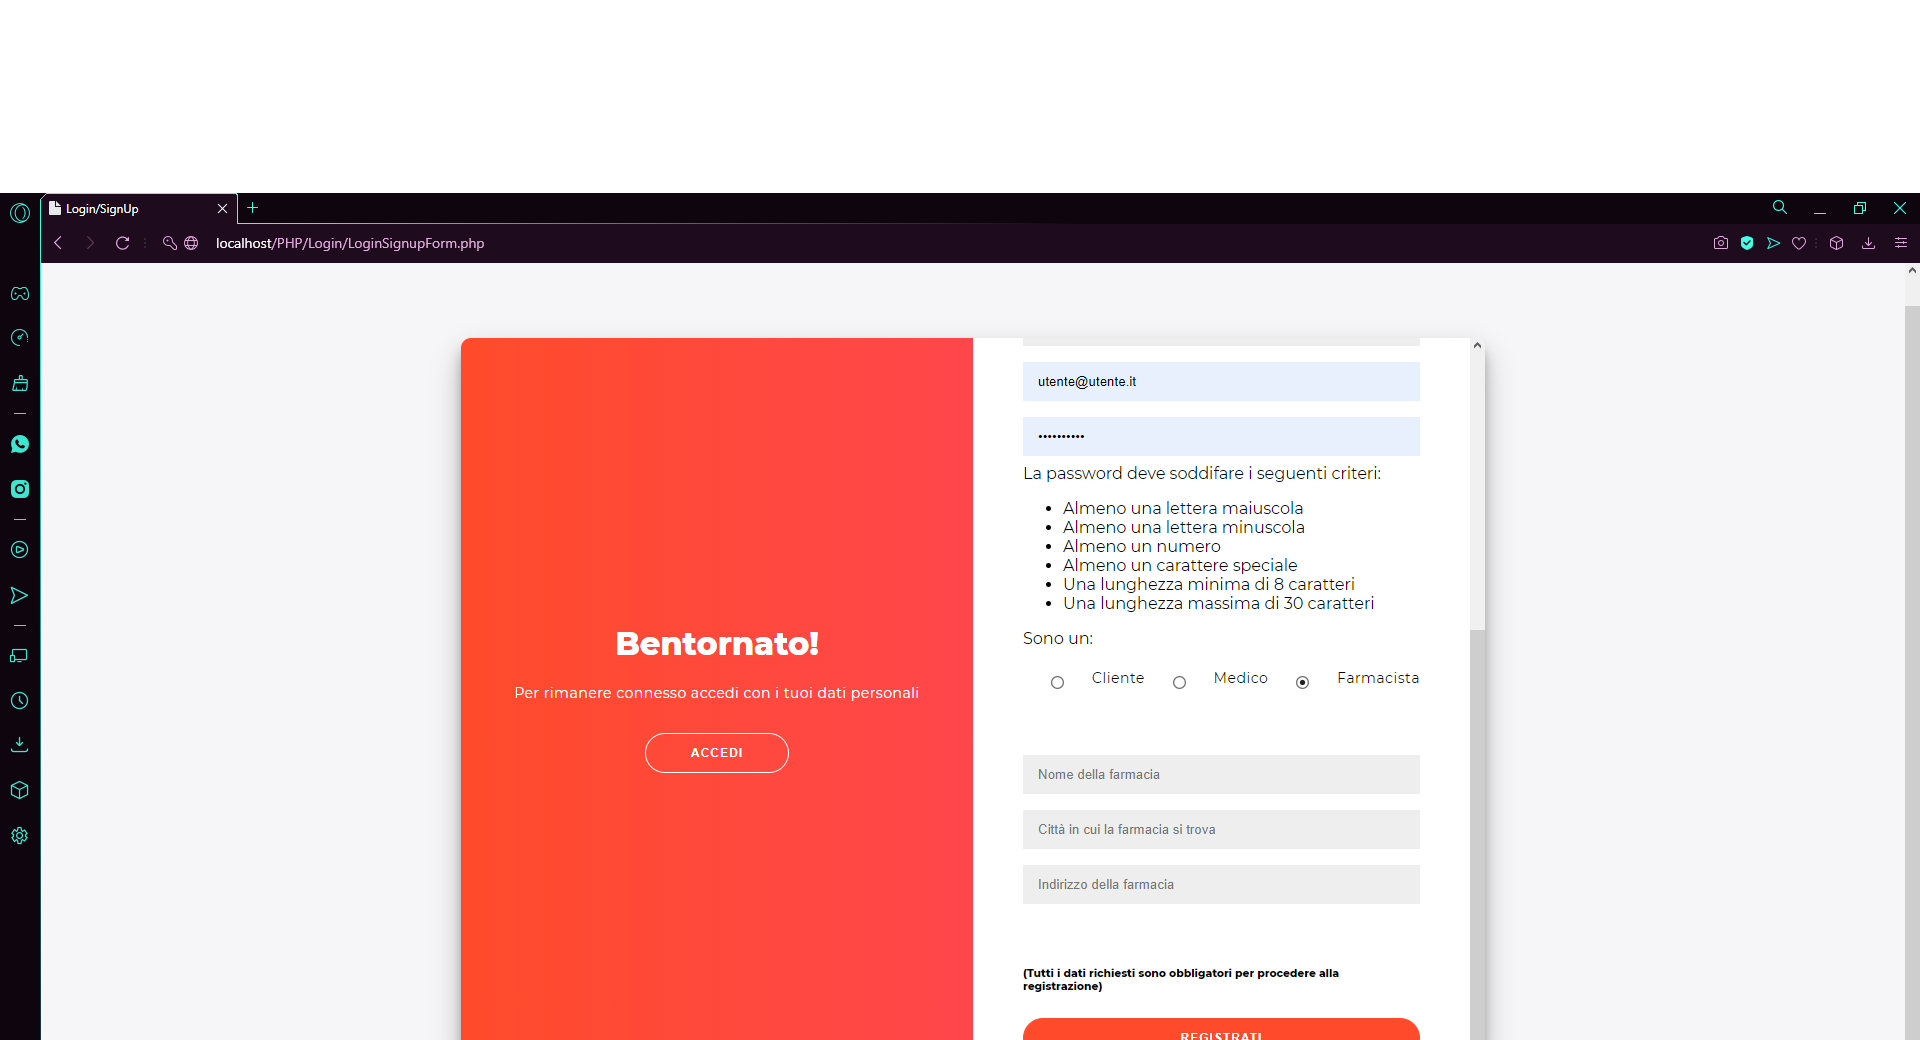 Login/SignUp
localhost/PHP/Login/LoginSignupForm.php
Bentornato!
Per rimanere connesso accedi con i tuoi dati personali
ACCEDI
utente@utente.it
••••••••••
La password deve soddifare i seguenti criteri:
• Almeno una lettera maiuscola
• Almeno una lettera minuscola
• Almeno un numero
• Almeno un carattere speciale
• Una lunghezza minima di 8 caratteri
• Una lunghezza massima di 30 caratteri
Sono un:
Cliente Medico Farmacista
Nome della farmacia
Città in cui la farmacia si trova
Indirizzo della farmacia
(Tutti i dati richiesti sono obbligatori per procedere alla
registrazione)
REGISTRATI